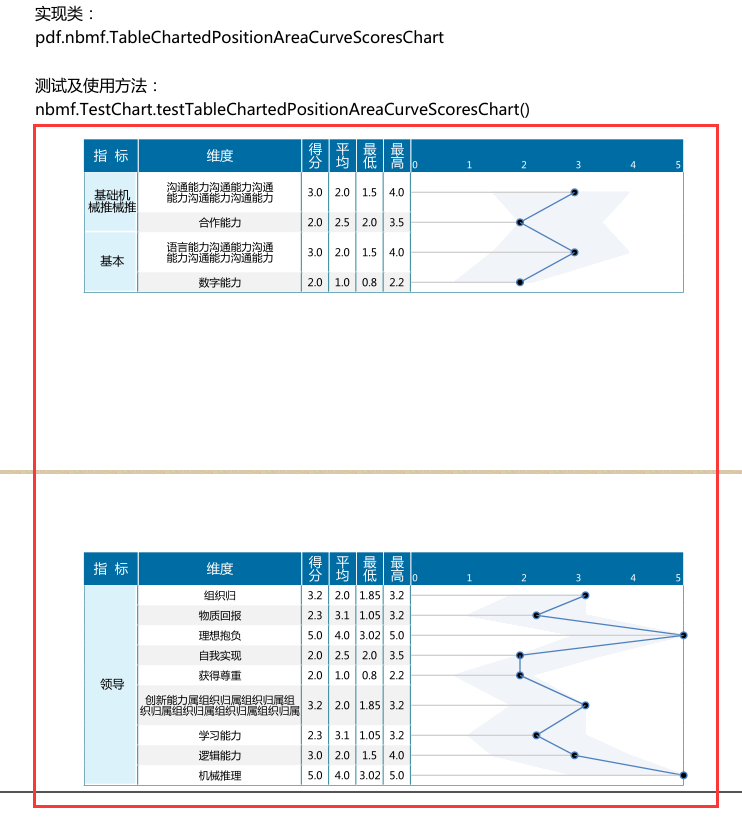 实现类：
pdf.nbmf.TableChartedPositionAreaCurveScoresChart
测试及使用方法：
nbmf.TestChart.testTableChartedPositionAreaCurveScoresChart()
指 标 维度 得分 平均 最低 最高 0 1 2 3 4 5
基础机
械推械推
沟通能力沟通能力沟通
能力沟通能力沟通能力
3.0 2.0 1.5 4.0
合作能力 2.0 2.5 2.0 3.5
基本
语言能力沟通能力沟通
能力沟通能力沟通能力
3.0 2.0 1.5 4.0
数字能力 2.0 1.0 0.8 2.2
指 标 维度 得分 平均 最低 最高 0 1 2 3 4 5
领导
组织归 3.2 2.0 1.85 3.2
物质回报 2.3 3.1 1.05 3.2
理想抱负 5.0 4.0 3.02 5.0
自我实现 2.0 2.5 2.0 3.5
获得尊重 2.0 1.0 0.8 2.2
创新能力属组织归属组织归属组
织归属组织归属组织归属组织归属
3.2 2.0 1.85 3.2
学习能力 2.3 3.1 1.05 3.2
逻辑能力 3.0 2.0 1.5 4.0
机械推理 5.0 4.0 3.02 5.0